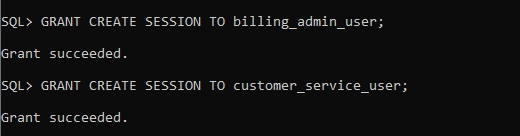 SQL> GRANT CREATE SESSION TO billing_admin_user;
Grant succeeded.
SQL> GRANT CREATE SESSION TO customer_service_user;
Grant succeeded.